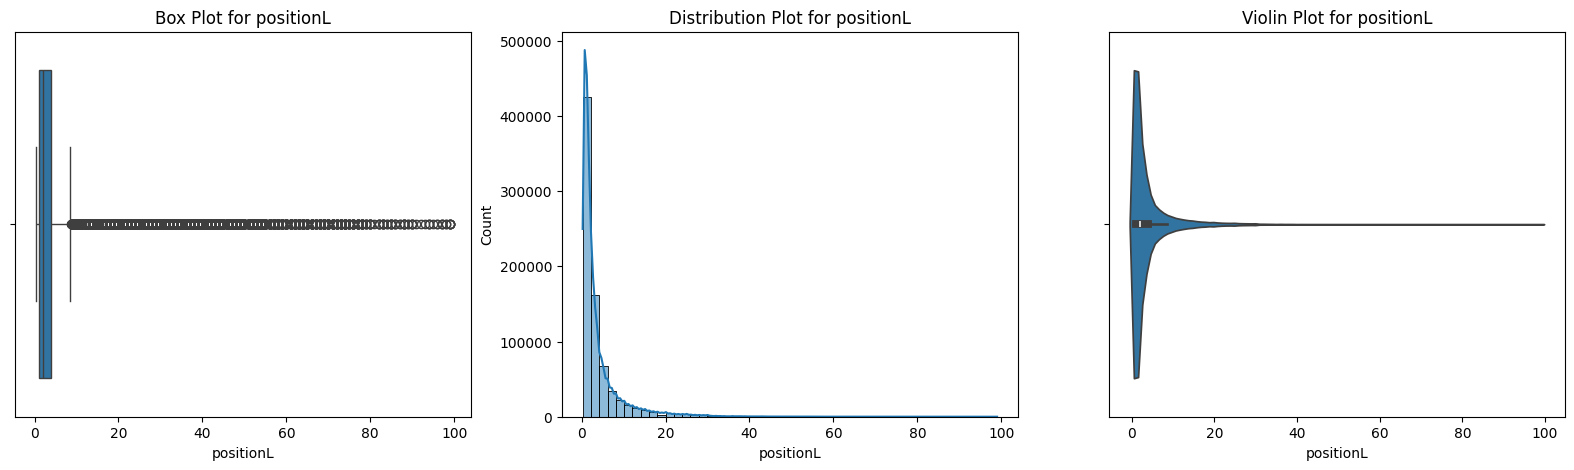 Box Plot for positionL
0 20 40 60 80 100
positionL
Distribution Plot for positionL
500000
400000
300000
200000
100000
0
Count
0 20 40 60 80 100
positionL
Violin Plot for positionL
0 20 40 60 80 100
positionL